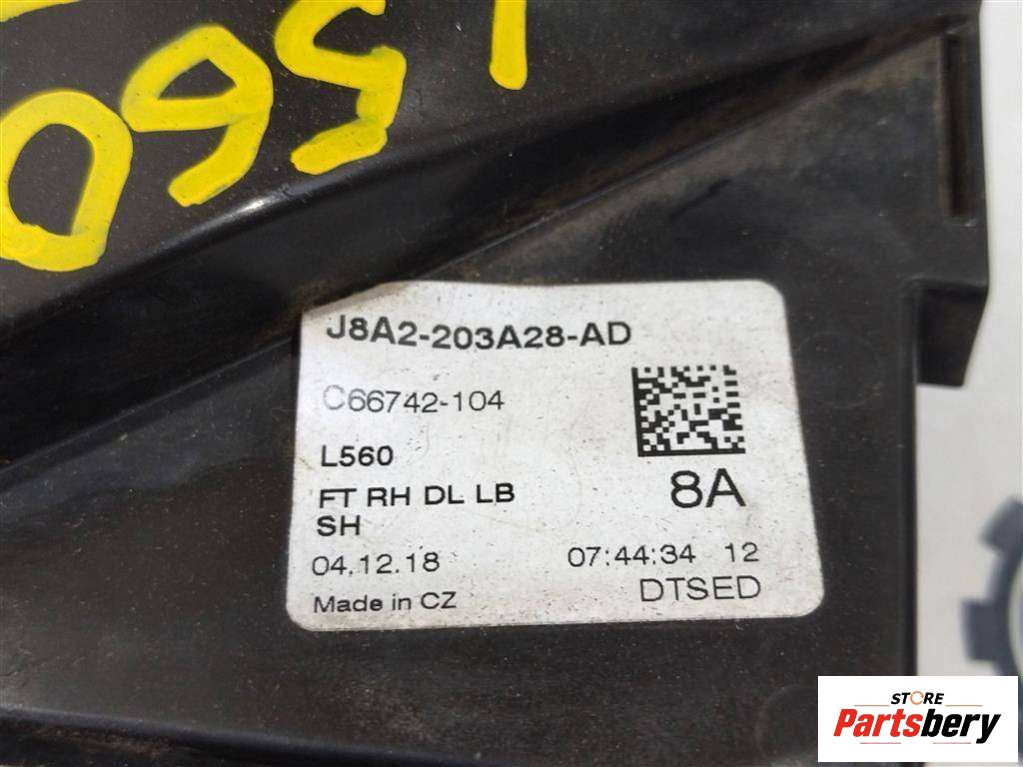 L560
J8A2-203A28-AD
C66742-104
L560
8A
FT RH DL LB
SH
04.12.18 07:44:34 12
Made in CZ DTSED
STORE
Partsbery